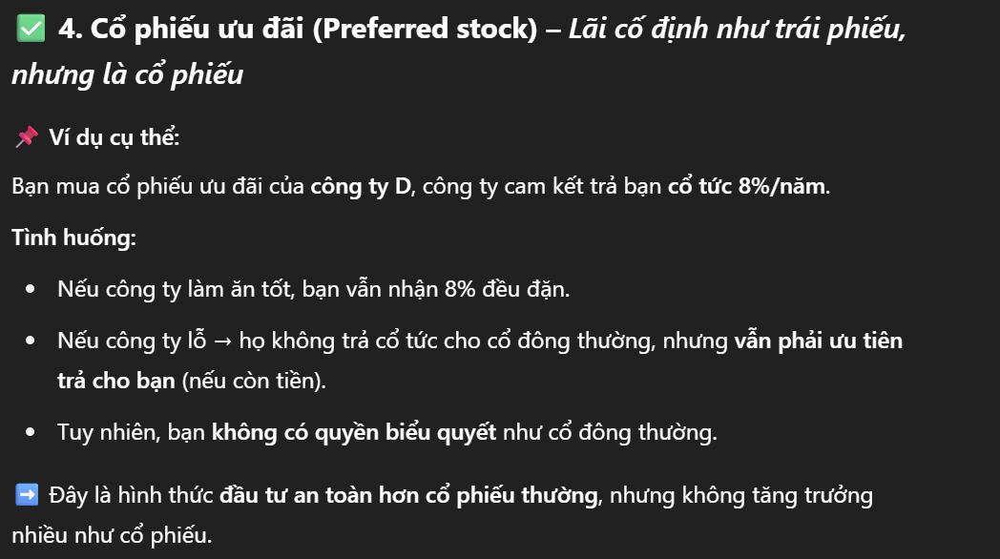 ✅ 4. Cổ phiếu ưu đãi (Preferred stock) – Lãi cố định như trái phiếu,
nhưng là cổ phiếu
📌 Ví dụ cụ thể:
Bạn mua cổ phiếu ưu đãi của công ty D, công ty cam kết trả bạn cổ tức 8%/năm.
Tình huống:
• Nếu công ty làm ăn tốt, bạn vẫn nhận 8% đều đặn.
• Nếu công ty lỗ → họ không trả cổ tức cho cổ đông thường, nhưng vẫn phải ưu tiên
trả cho bạn (nếu còn tiền).
• Tuy nhiên, bạn không có quyền biểu quyết như cổ đông thường.
➡️ Đây là hình thức đầu tư an toàn hơn cổ phiếu thường, nhưng không tăng trưởng
nhiều như cổ phiếu.